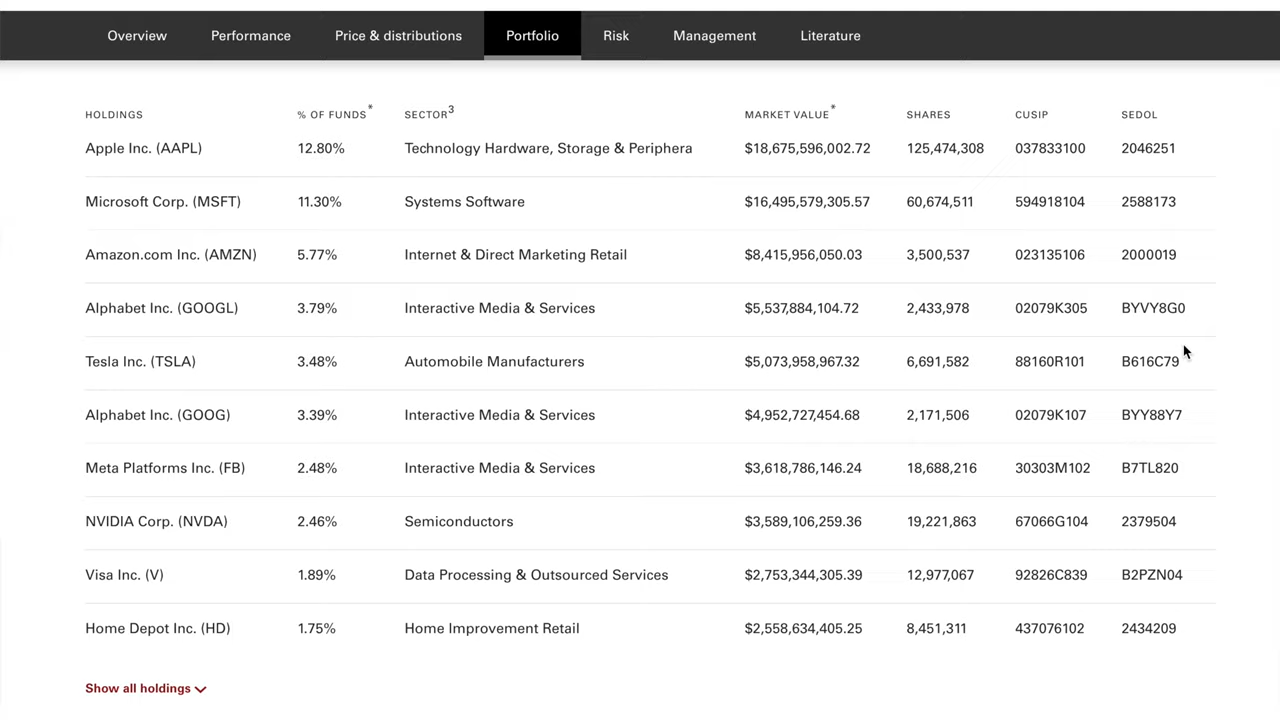 Overview Performance Price & distributions Portfolio Risk Management Literature
HOLDINGS % OF FUNDS* SECTOR3 MARKET VALUE* SHARES CUSIP SEDOL
Apple Inc. (AAPL) 12.80% Technology Hardware, Storage & Periphera $18,675,596,002.72 125,474,308 037833100 2046251
Microsoft Corp. (MSFT) 11.30% Systems Software $16,495,579,305.57 60,674,511 594918104 2588173
Amazon.com Inc. (AMZN) 5.77% Internet & Direct Marketing Retail $8,415,956,050.03 3,500,537 023135106 2000019
Alphabet Inc. (GOOGL) 3.79% Interactive Media & Services $5,537,884,104.72 2,433,978 02079K305 BYVY8G0
Tesla Inc. (TSLA) 3.48% Automobile Manufacturers $5,073,958,967.32 6,691,582 88160R101 B616C79
Alphabet Inc. (GOOG) 3.39% Interactive Media & Services $4,952,727,454.68 2,171,506 02079K107 BYY88Y7
Meta Platforms Inc. (FB) 2.48% Interactive Media & Services $3,618,786,146.24 18,688,216 30303M102 B7TL820
NVIDIA Corp. (NVDA) 2.46% Semiconductors $3,589,106,259.36 19,221,863 67066G104 2379504
Visa Inc. (V) 1.89% Data Processing & Outsourced Services $2,753,344,305.39 12,977,067 92826C839 B2PZN04
Home Depot Inc. (HD) 1.75% Home Improvement Retail $2,558,634,405.25 8,451,311 437076102 2434209
Show all holdings